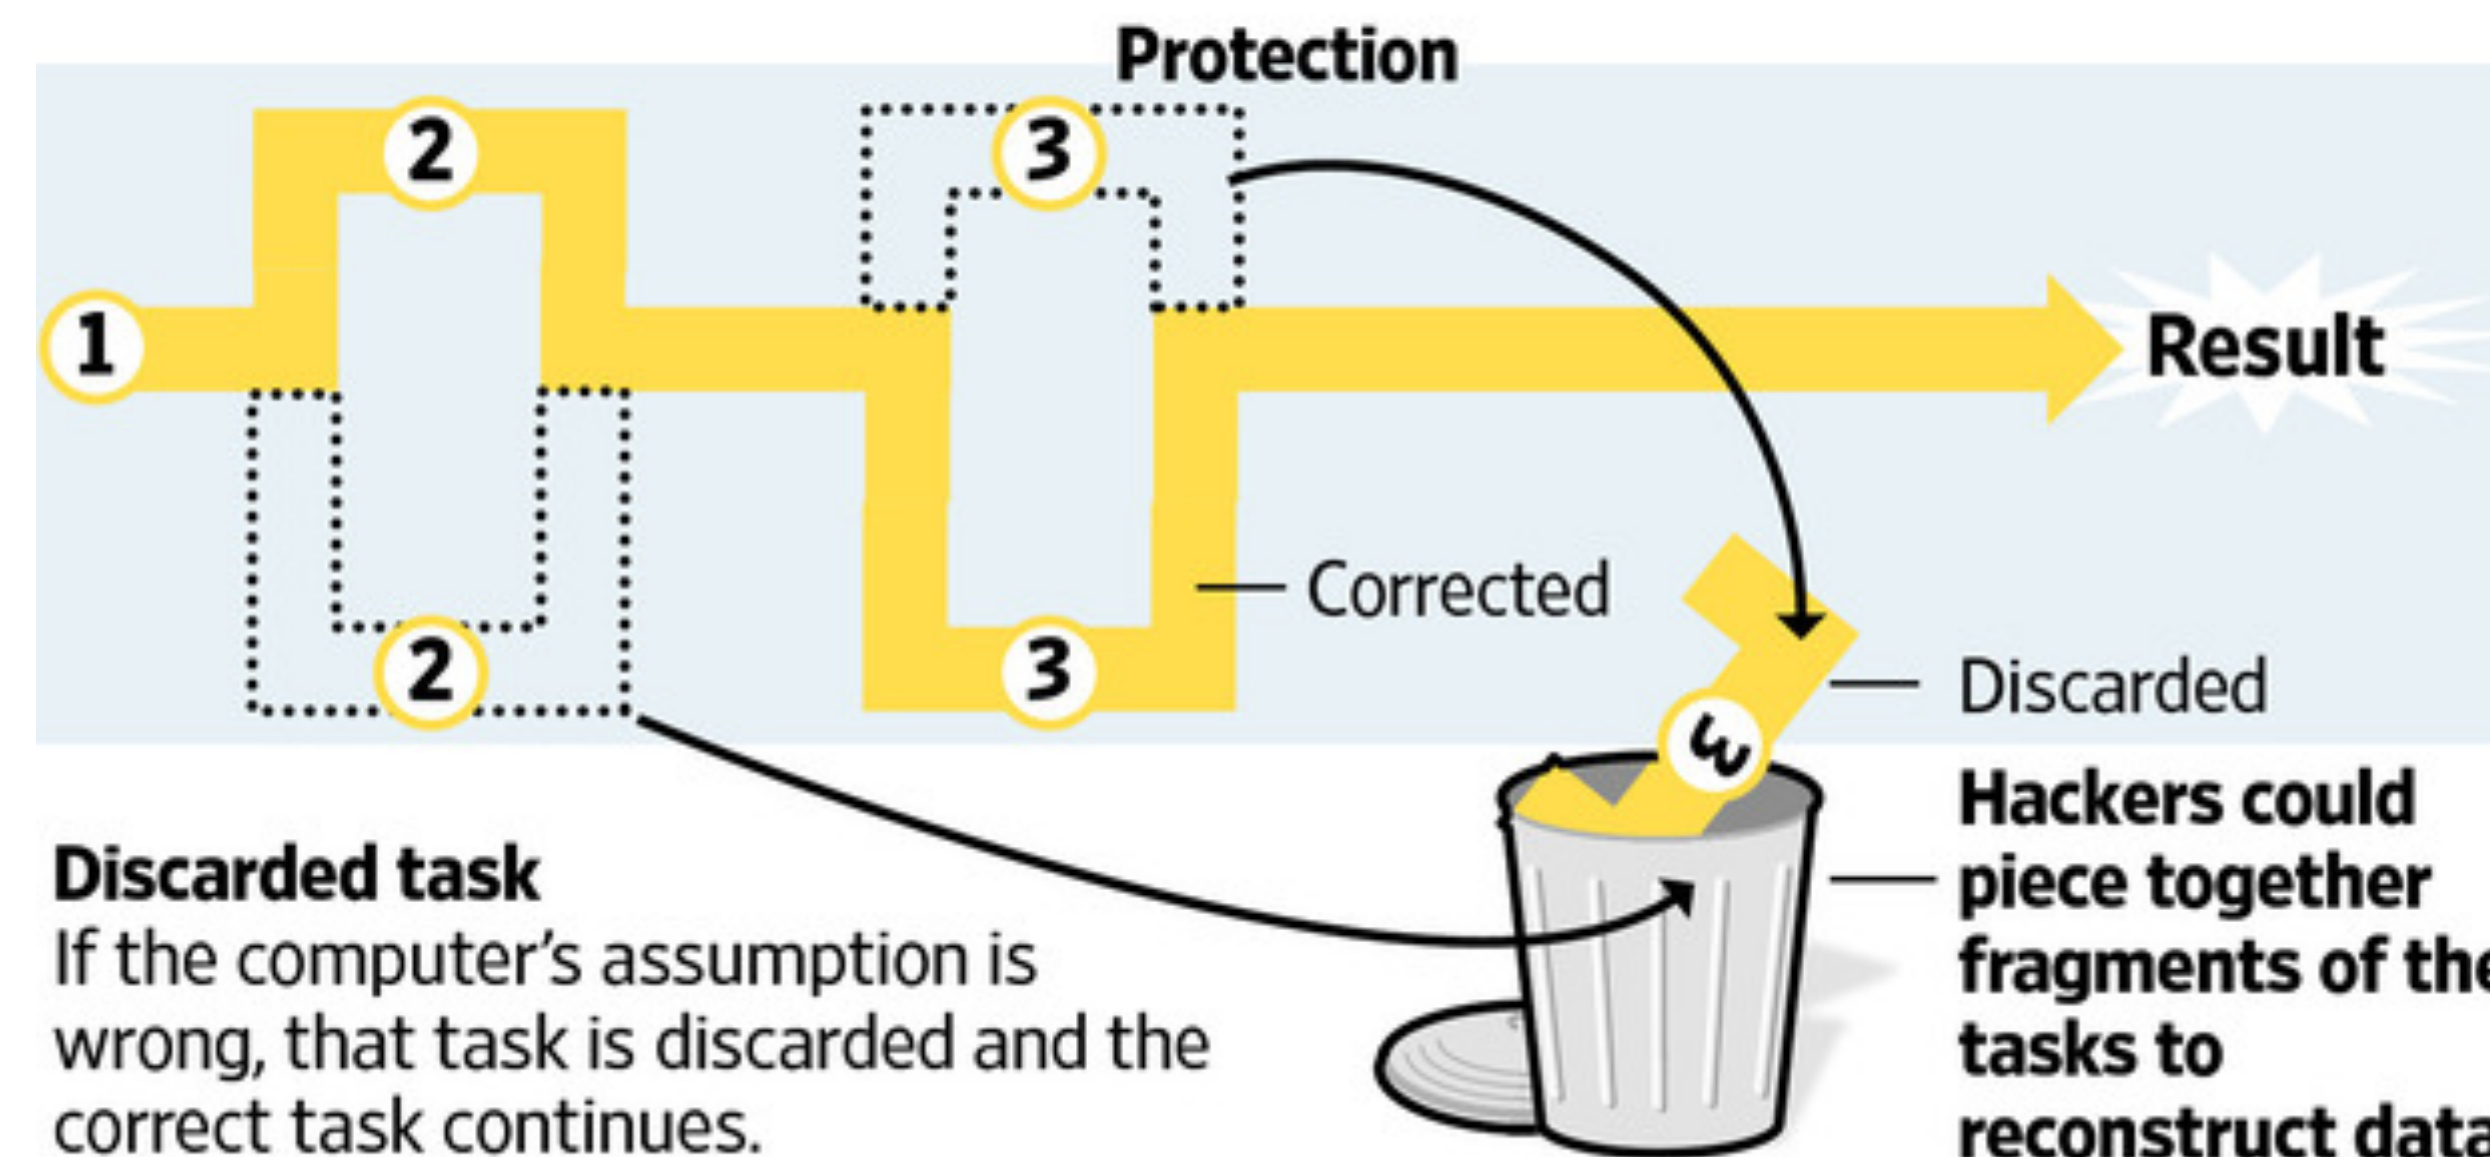 Protection
2
3
1
Result
Corrected
2
3
Discarded
3
Discarded task
If the computer’s assumption is
wrong, that task is discarded and the
correct task continues.
Hackers could
piece together
fragments of the
tasks to
reconstruct data